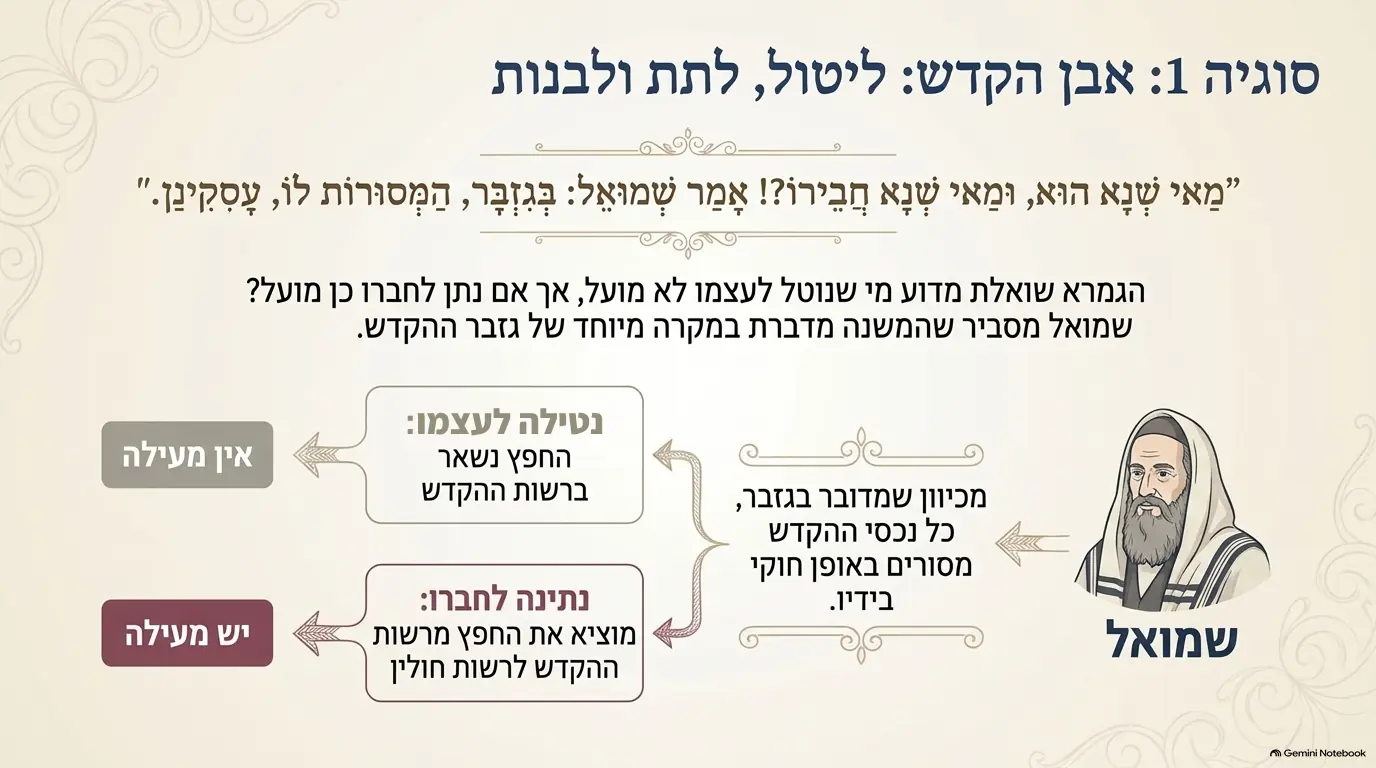 סוגיה 1: אבן הקדש: ליטול, לתת ולבנות
"מַאי שְׁנָא הוּא, וּמַאי שְׁנָא חֲבֵירוֹ?! אָמַר שְׁמוּאֵל: בְּגִזְבָּר, הַמְּסוּרוֹת לוֹ, עָסְקִינַן."
הגמרא שואלת מדוע מי שנוטל לעצמו לא מועל, אך אם נתן לחברו כן מועל?
שמואל מסביר שהמשנה מדברת במקרה מיוחד של גזבר ההקדש.
שמואל
מכיוון שמדובר בגזבר,
כל נכסי ההקדש
מסורים באופן חוקי
בידיו.
נטילה לעצמו:
החפץ נשאר
ברשות ההקדש
אין מעילה
נתינה לחברו:
מוציא את החפץ מרשות
ההקדש לרשות חולין
יש מעילה
Gemini Notebook